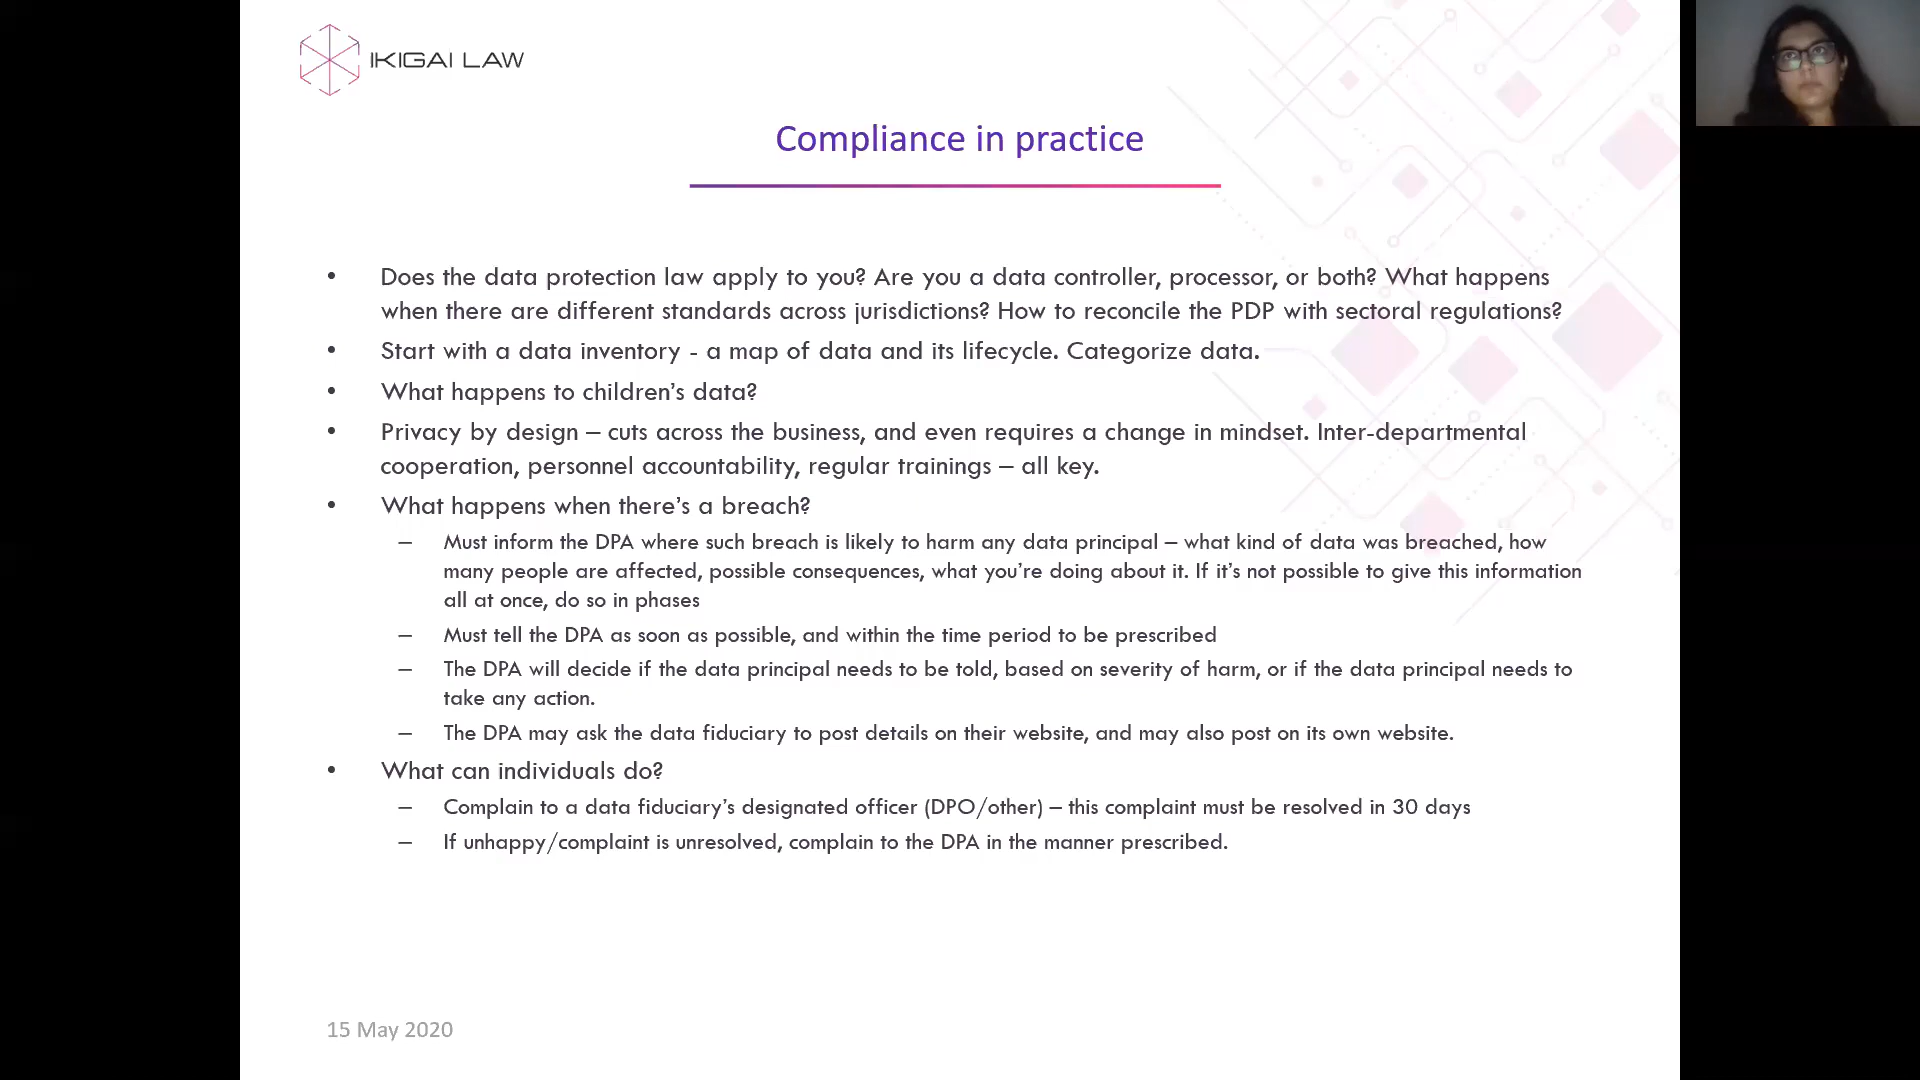 IKIGAI LAW
Compliance in practice
• Does the data protection law apply to you? Are you a data controller, processor, or both? What happens
when there are different standards across jurisdictions? How to reconcile the PDP with sectoral regulations?
• Start with a data inventory - a map of data and its lifecycle. Categorize data.
• What happens to children’s data?
• Privacy by design – cuts across the business, and even requires a change in mindset. Inter-departmental
cooperation, personnel accountability, regular trainings – all key.
• What happens when there’s a breach?
– Must inform the DPA where such breach is likely to harm any data principal – what kind of data was breached, how
many people are affected, possible consequences, what you’re doing about it. If it’s not possible to give this information
all at once, do so in phases
– Must tell the DPA as soon as possible, and within the time period to be prescribed
– The DPA will decide if the data principal needs to be told, based on severity of harm, or if the data principal needs to
take any action.
– The DPA may ask the data fiduciary to post details on their website, and may also post on its own website.
• What can individuals do?
– Complain to a data fiduciary’s designated officer (DPO/other) – this complaint must be resolved in 30 days
– If unhappy/complaint is unresolved, complain to the DPA in the manner prescribed.
15 May 2020